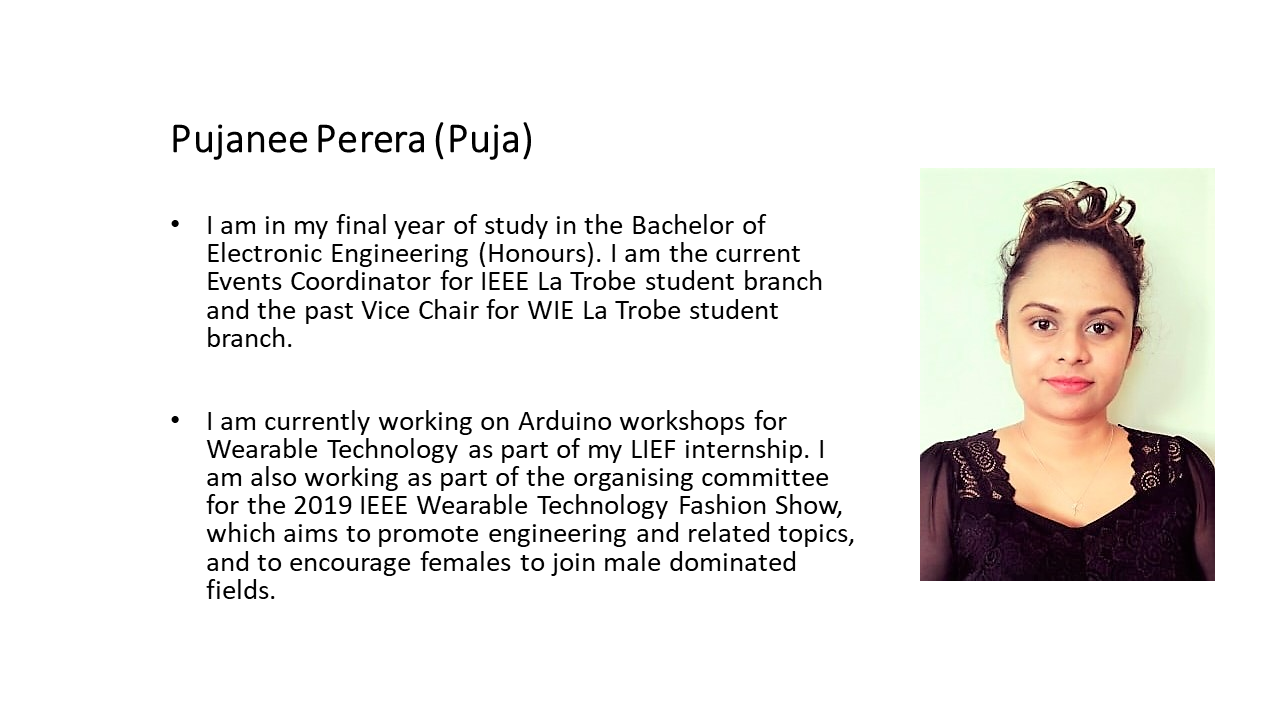 Pujanee Perera (Puja)
• I am in my final year of study in the Bachelor of
Electronic Engineering (Honours). I am the current
Events Coordinator for IEEE La Trobe student branch
and the past Vice Chair for WIE La Trobe student
branch.
• I am currently working on Arduino workshops for
Wearable Technology as part of my LIEF internship. I
am also working as part of the organising committee
for the 2019 IEEE Wearable Technology Fashion Show,
which aims to promote engineering and related topics,
and to encourage females to join male dominated
fields.